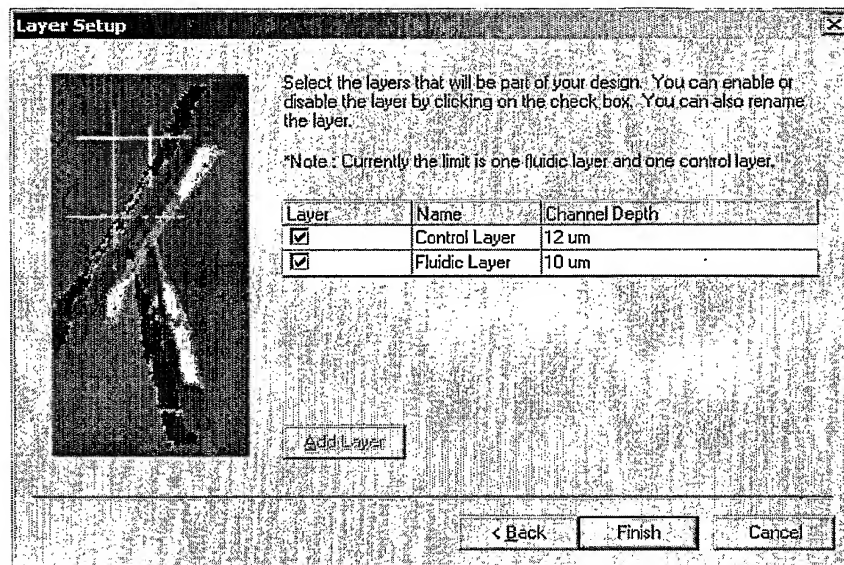 Layer Setup
Select the layers that will be part of your design. You can enable or
disable the layer by clicking on the check box. You can also rename
the layer.
*Note : Currently the limit is one fluidic layer and one control layer.
Layer Name Channel Depth
Control Layer 12 um
Fluidic Layer 10 um
Add Layer
< Back Finish Cancel